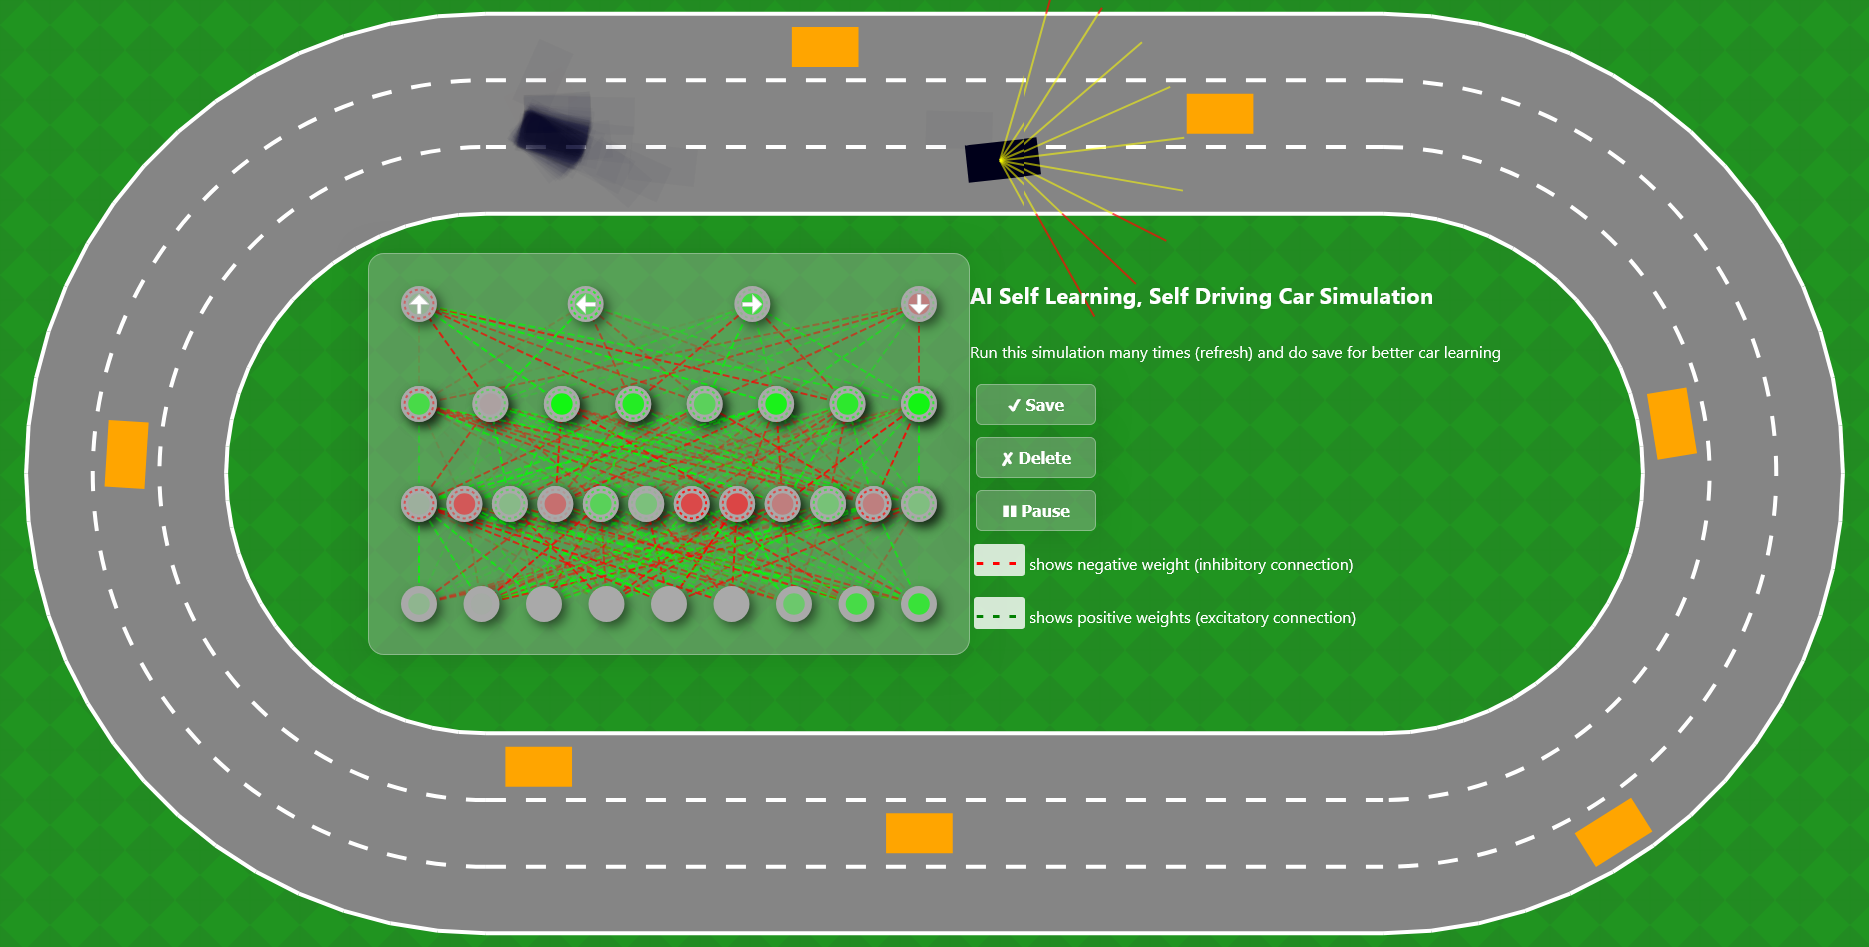 AI Self Learning, Self Driving Car Simulation
Run this simulation many times (refresh) and do save for better car learning
✓ Save
✗ Delete
Pause
shows negative weight (inhibitory connection)
shows positive weights (excitatory connection)